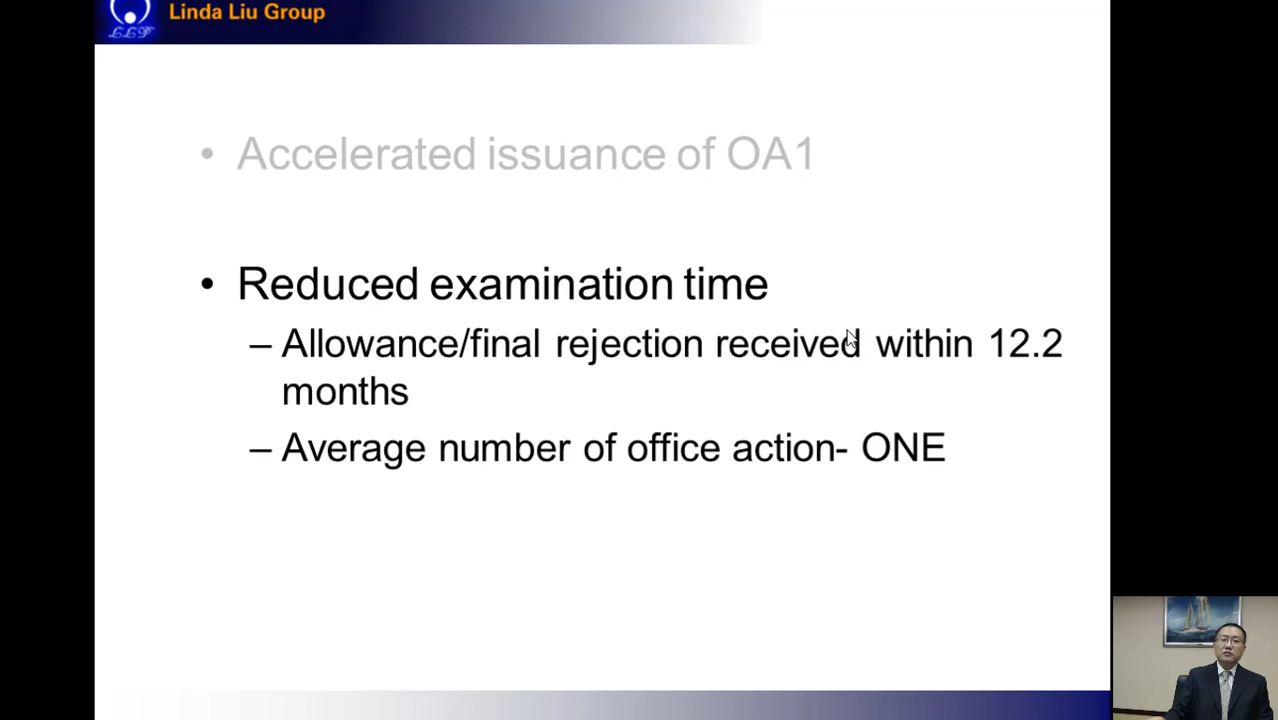 Linda Liu Group
LLP
• Accelerated issuance of OA1
• Reduced examination time
– Allowance/final rejection received within 12.2
months
– Average number of office action- ONE